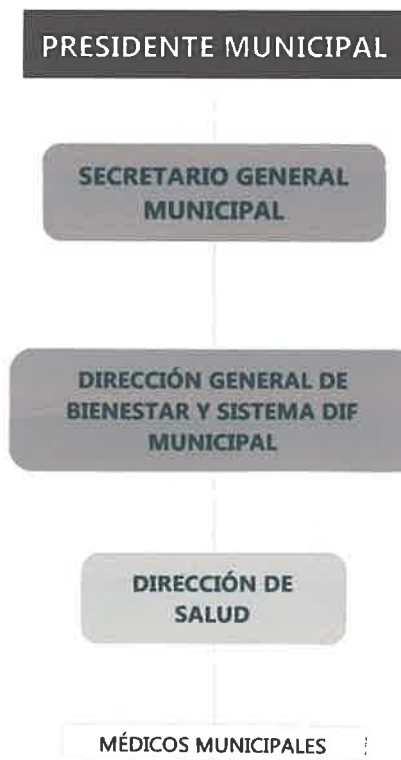 PRESIDENTE MUNICIPAL
SECRETARIO GENERAL
MUNICIPAL
DIRECCIÓN GENERAL DE
BIENESTAR Y SISTEMA DIF
MUNICIPAL
DIRECCIÓN DE
SALUD
MÉDICOS MUNICIPALES